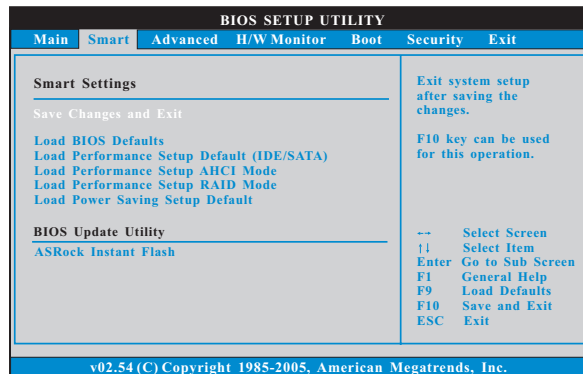 BIOS SETUP UTILITY
Main Smart Advanced H/W Monitor Boot Security Exit
Smart Settings
Save Changes and Exit
Load BIOS Defaults
Load Performance Setup Default (IDE/SATA)
Load Performance Setup AHCI Mode
Load Performance Setup RAID Mode
Load Power Saving Setup Default
BIOS Update Utility
ASRock Instant Flash
Exit system setup
after saving the
changes.
F10 key can be used
for this operation.
←→ Select Screen
↑↓ Select Item
Enter Go to Sub Screen
F1 General Help
F9 Load Defaults
F10 Save and Exit
ESC Exit
v02.54 (C) Copyright 1985-2005, American Megatrends, Inc.